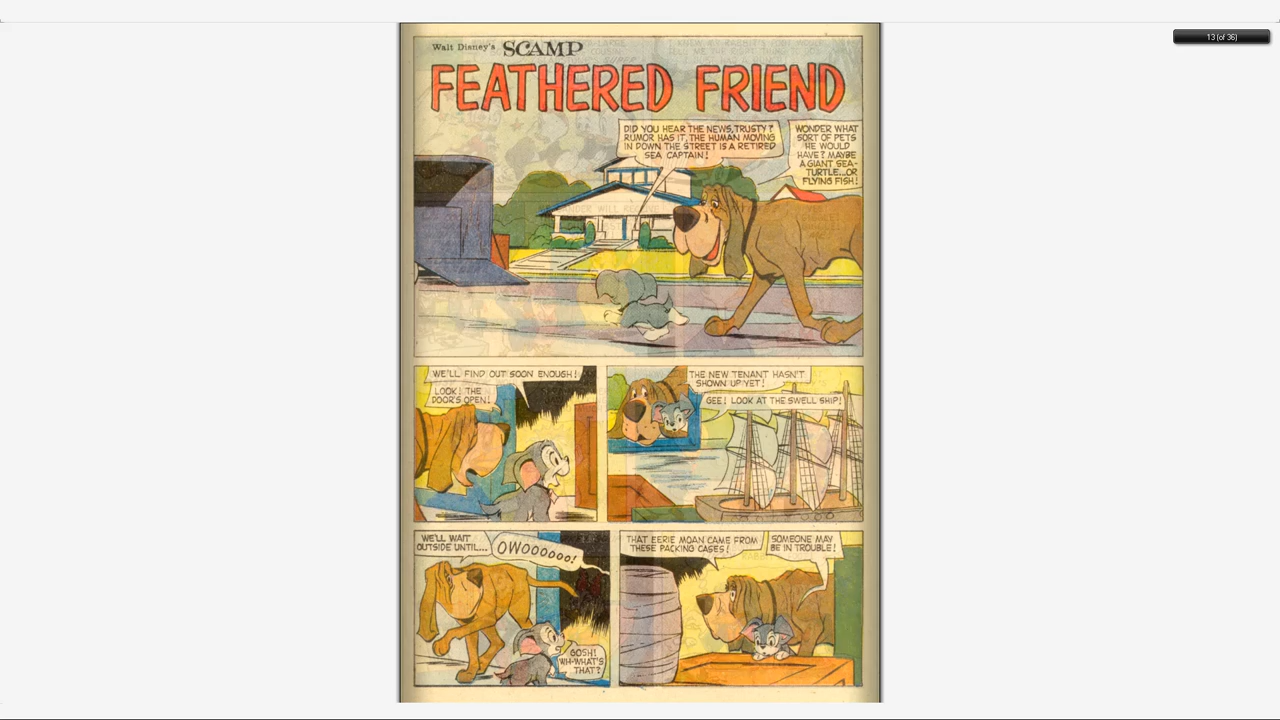 13 (of 36)
Walt Disney's SCAMP
FEATHERED FRIEND
DID YOU HEAR THE NEWS, TRUSTY?
RUMOR HAS IT, THE HUMAN MOVING
IN DOWN THE STREET IS A RETIRED
SEA CAPTAIN!
WONDER WHAT
SORT OF PETS
HE WOULD
HAVE? MAYBE
A GIANT SEA-
TURTLE...OR
FLYING FISH!
WE'LL FIND OUT SOON ENOUGH!
LOOK! THE
DOOR'S OPEN!
THE NEW TENANT HASN'T
SHOWN UP YET!
GEE! LOOK AT THE SWELL SHIP!
WE'LL WAIT
OUTSIDE UNTIL...
OWOOOOOO!
GOSH!
WH-WHAT'S
THAT?
THAT EERIE MOAN CAME FROM
THESE PACKING CASES!
SOMEONE MAY
BE IN TROUBLE!